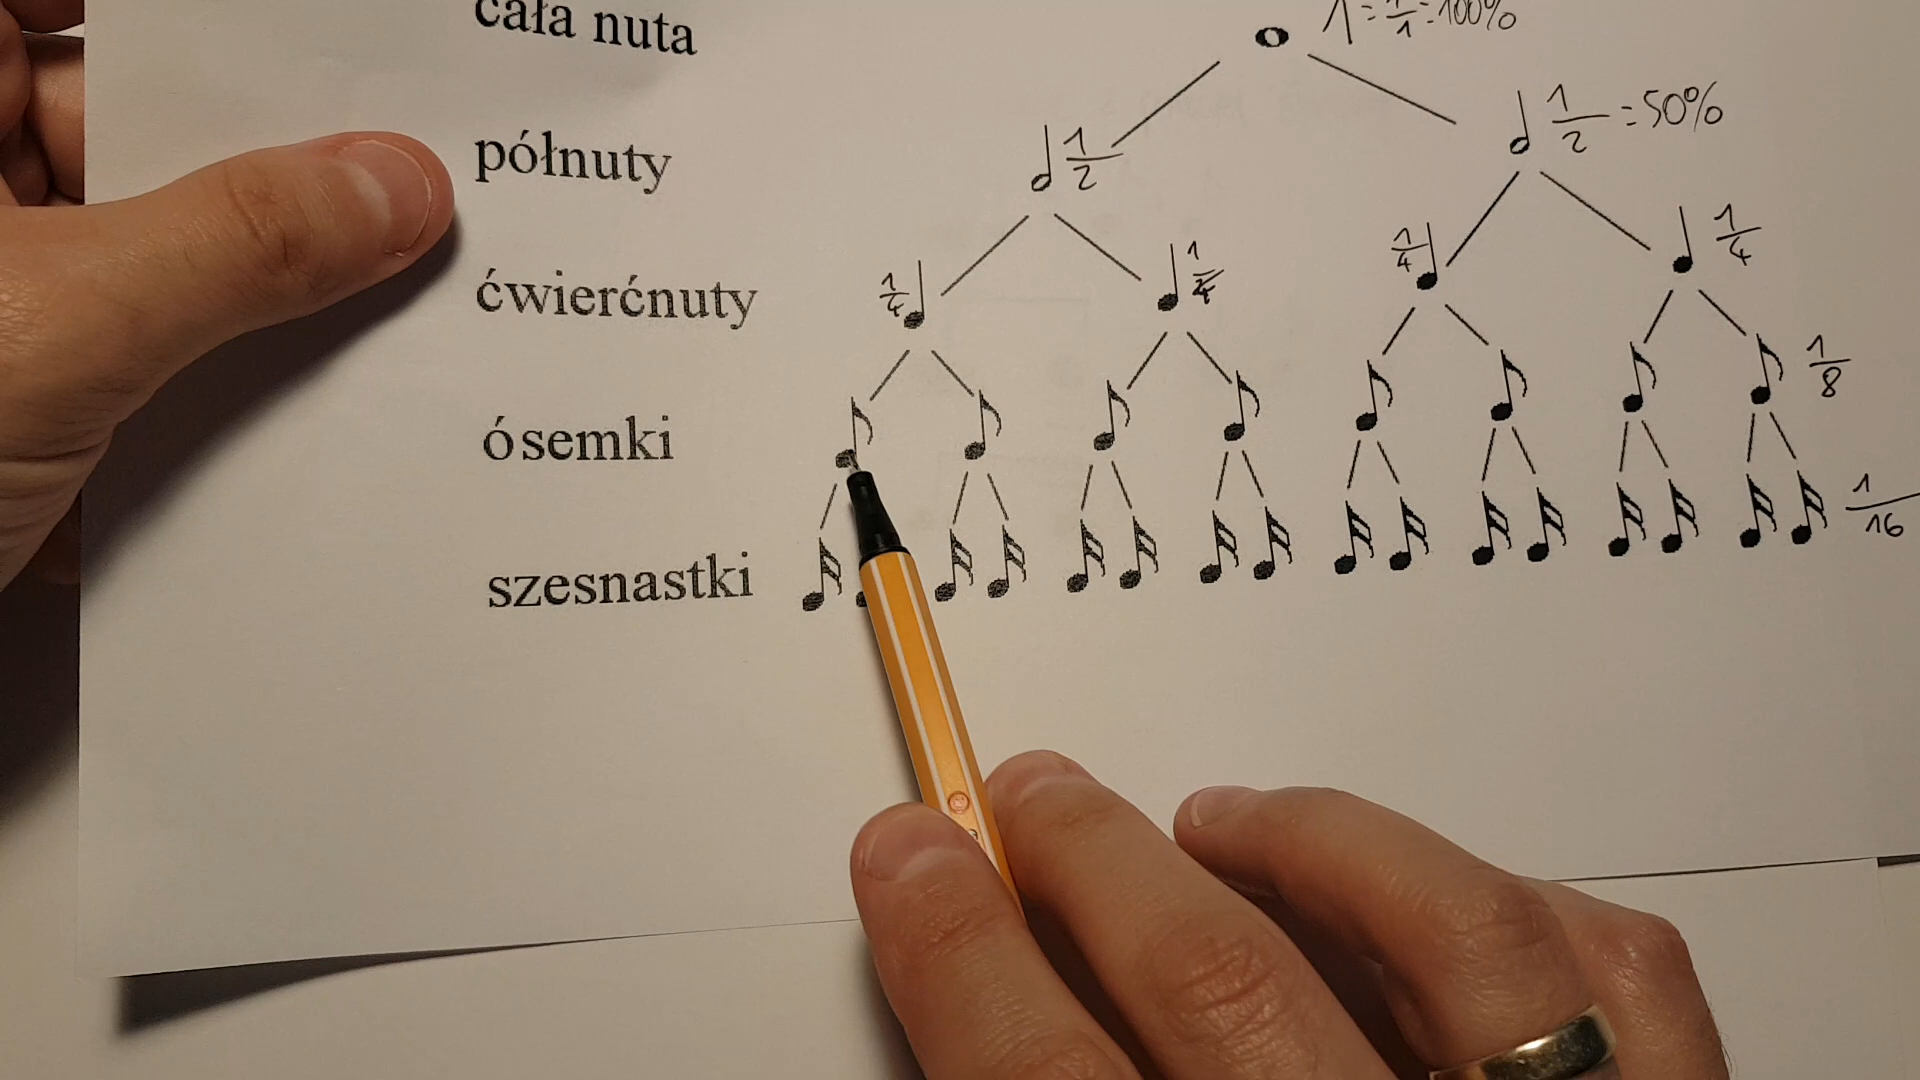 cała nuta 1 = 1/1 = 100%
półnuty 1/2 1/2 = 50%
ćwierćnuty 1/4 1/4 1/4 1/4
ósemki 1/8
szesnastki 1/16